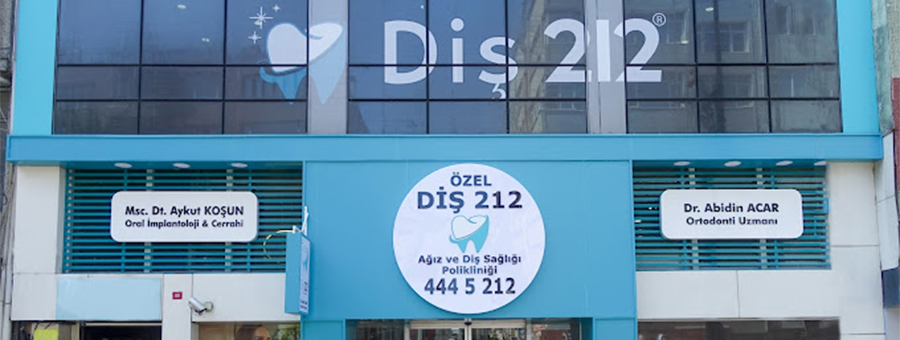 Diş 212®
Msc. Dt. Aykut KOŞUN
Oral İmplantoloji & Cerrahi
ÖZEL
DİŞ 212
Ağız ve Diş Sağlığı
Polikliniği
444 5 212
Dr. Abidin ACAR
Ortodonti Uzmanı